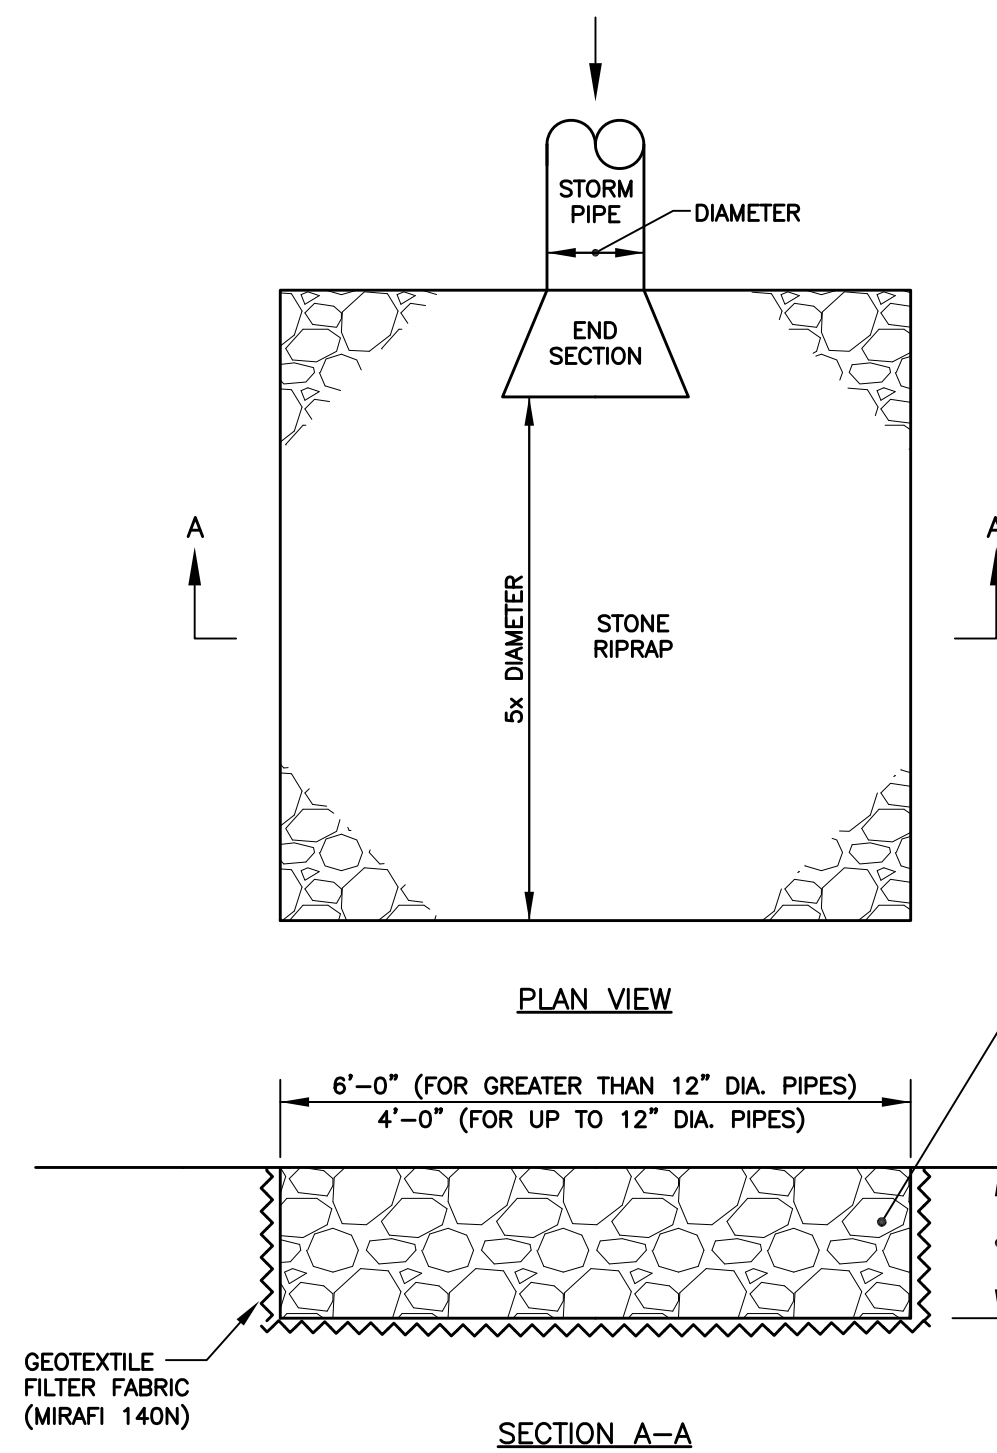 STORM
PIPE
DIAMETER
END
SECTION
A
A
5x DIAMETER
STONE
RIPRAP
PLAN VIEW
6'-0" (FOR GREATER THAN 12" DIA. PIPES)
4'-0" (FOR UP TO 12" DIA. PIPES)
GEOTEXTILE
FILTER FABRIC
(MIRAFI 140N)
SECTION A-A